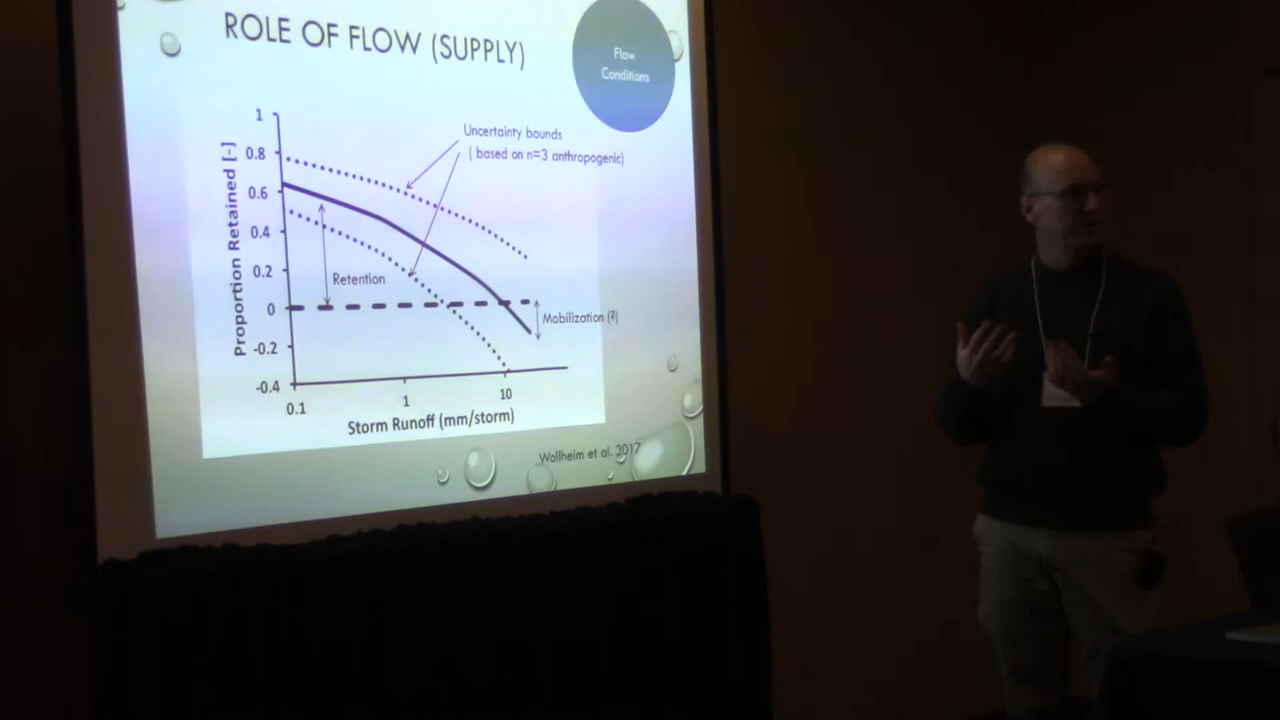 ROLE OF FLOW (SUPPLY)
Flow
Conditions
Uncertainty bounds
( based on n=3 anthropogenic)
Proportion Retained [-]
1
0.8
0.6
0.4
0.2
0
-0.2
-0.4
Retention
Mobilization (?)
0.1
1
10
Storm Runoff (mm/storm)
Wollheim et al. 2017